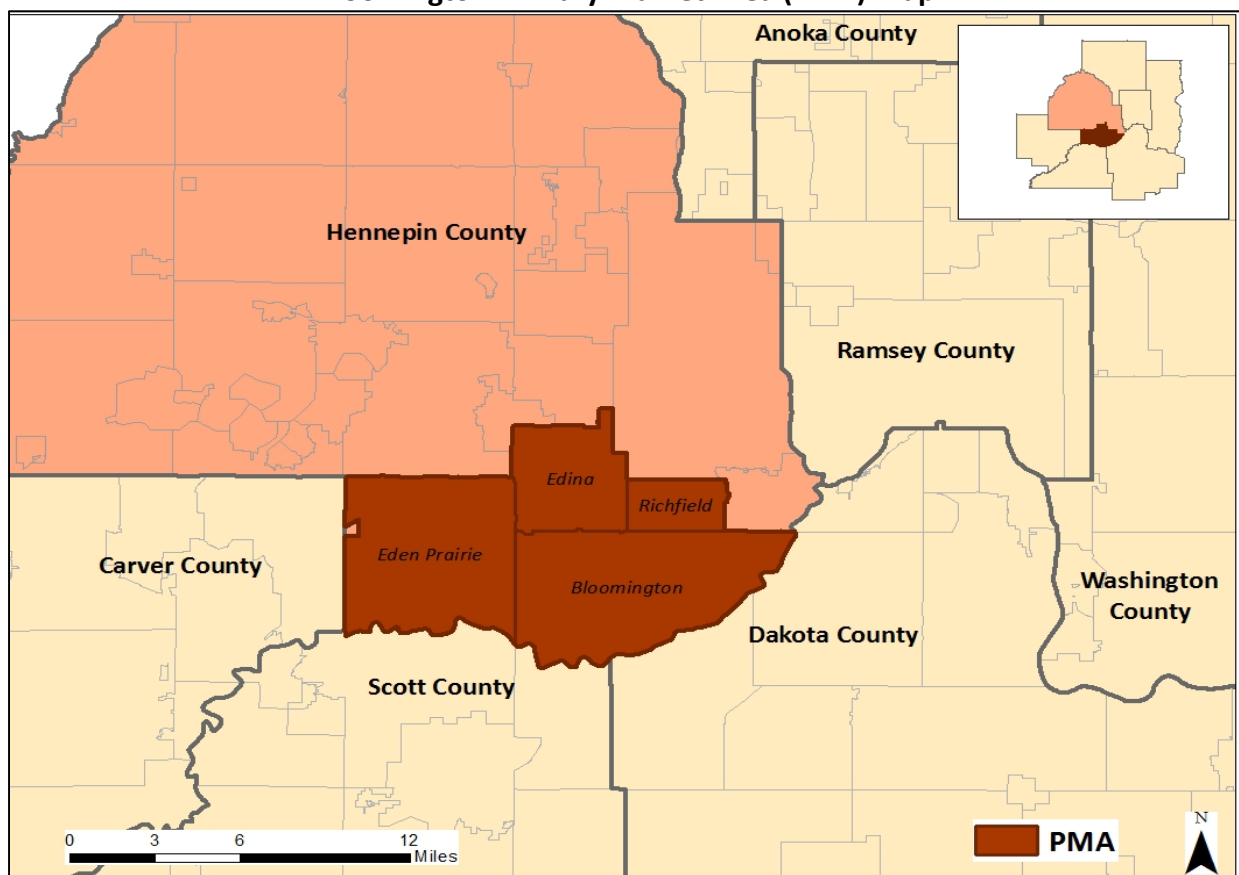 Anoka County
Hennepin County
Ramsey County
Edina
Richfield
Eden Prairie
Bloomington
Carver County
Washington
County
Dakota County
Scott County
0 3 6 12
Miles
PMA
N